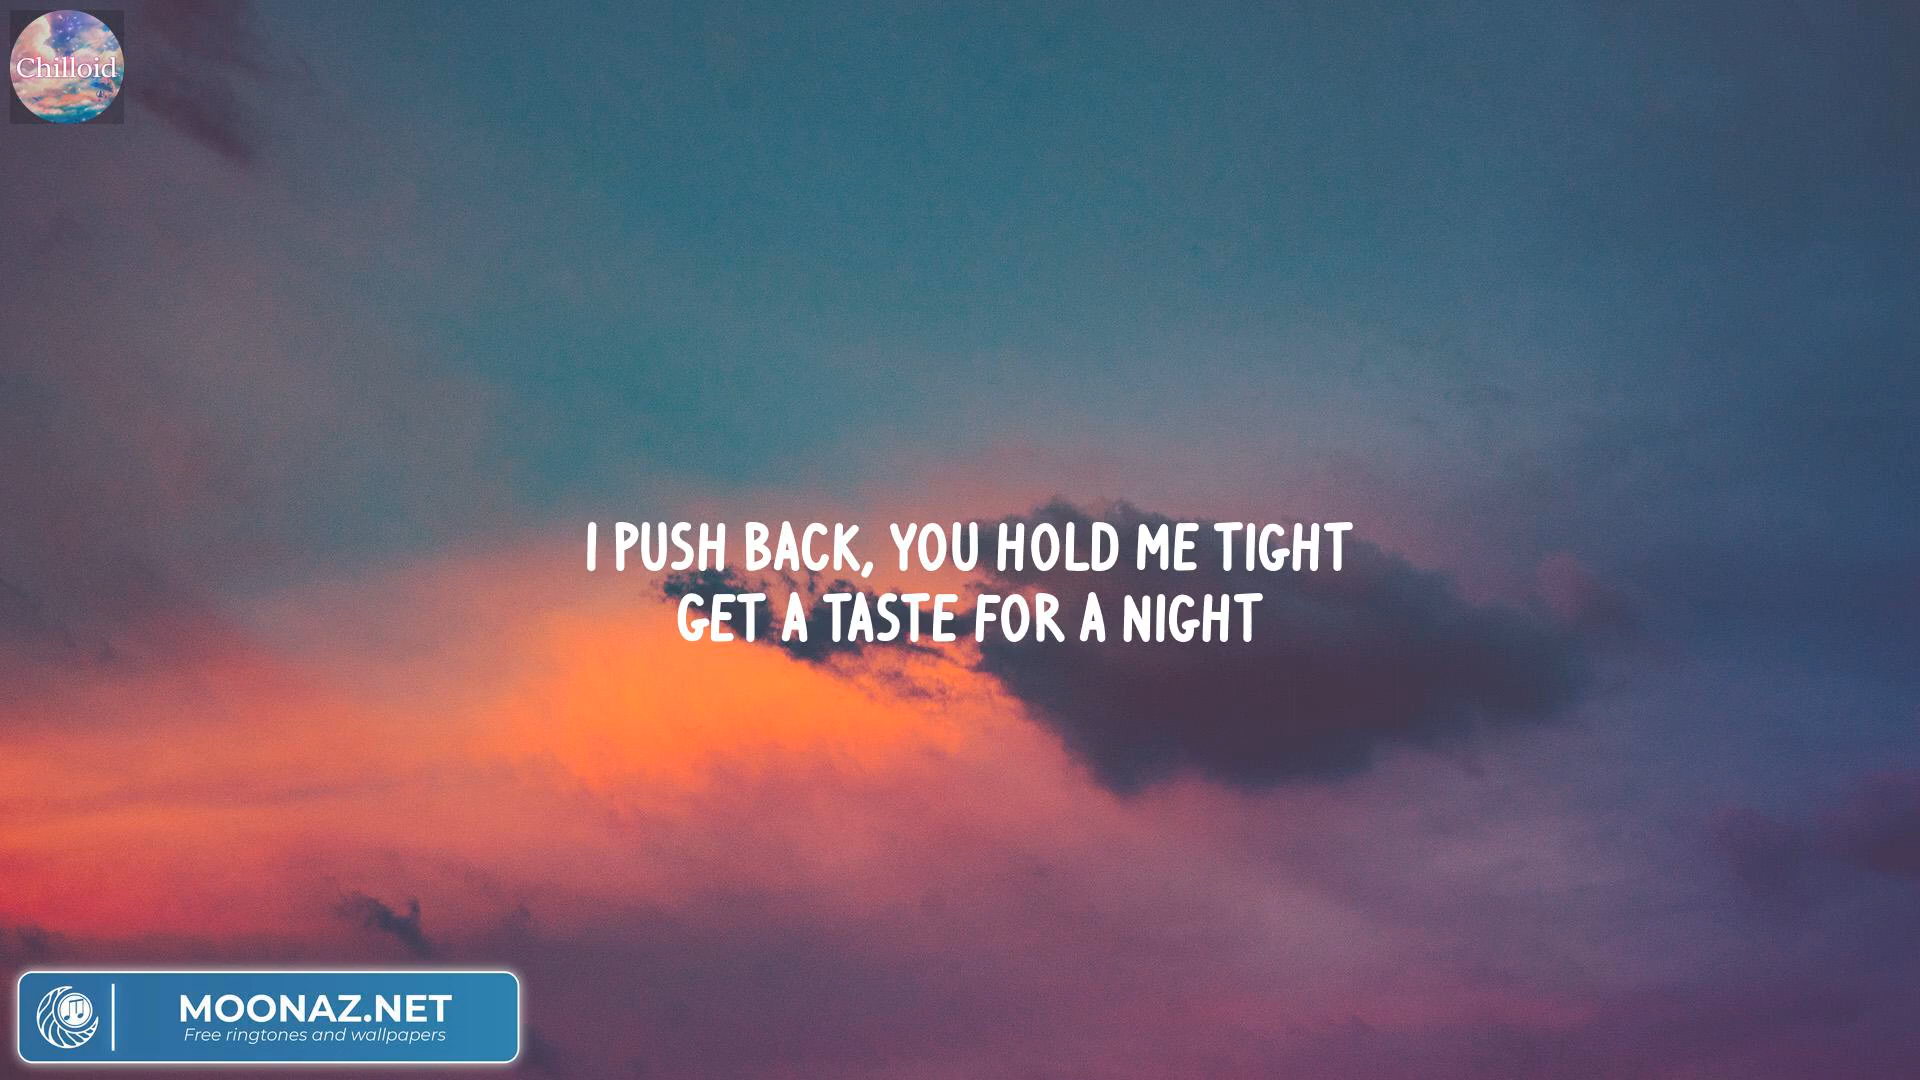 Chilloid
I PUSH BACK, YOU HOLD ME TIGHT
GET A TASTE FOR A NIGHT
MOONAZ.NET
Free ringtones and wallpapers